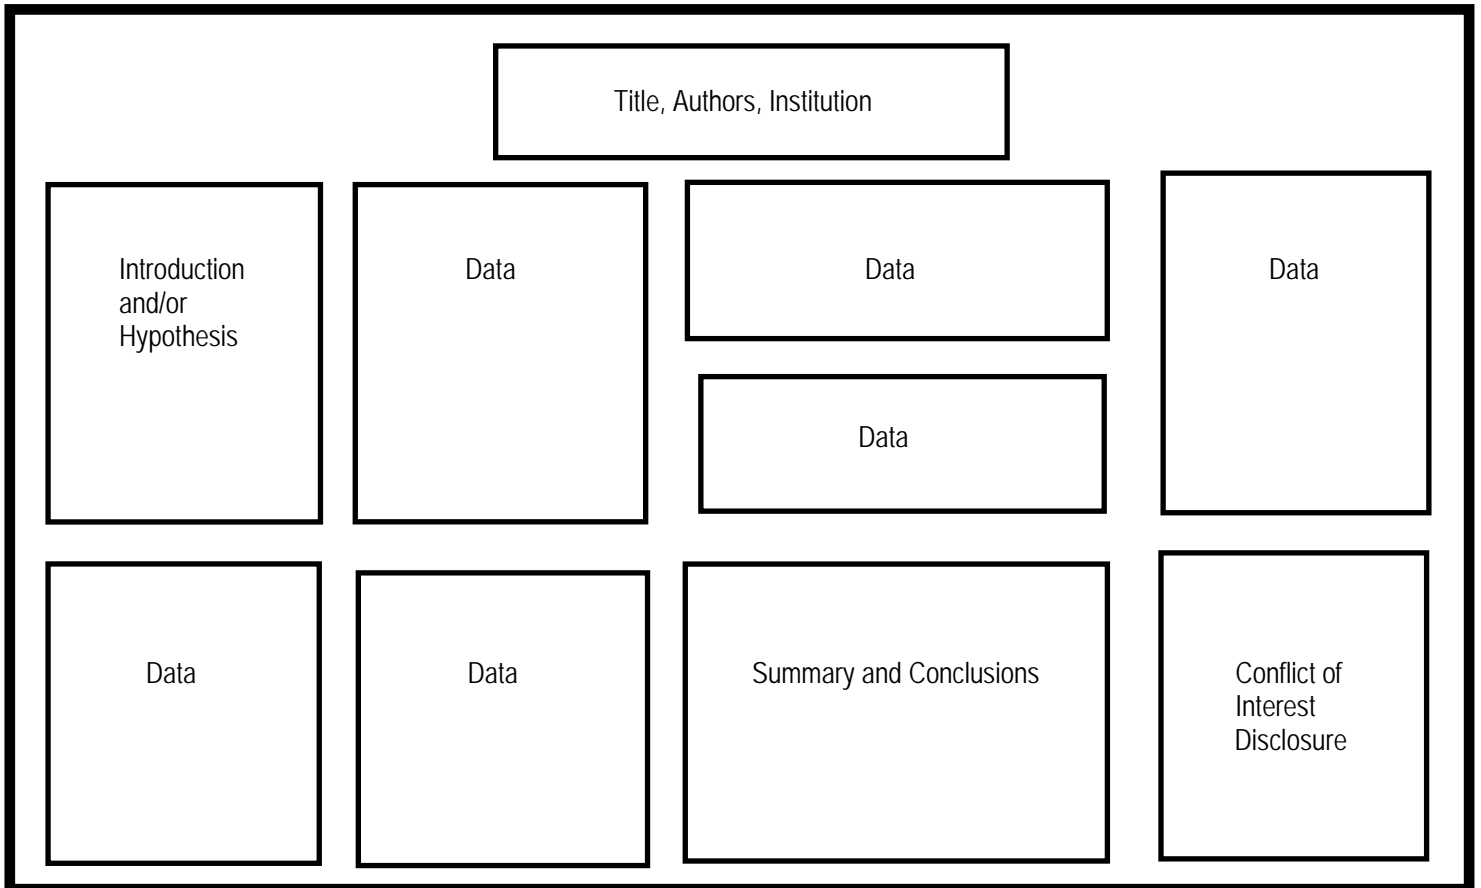 Title, Authors, Institution
Introduction
and/or
Hypothesis
Data
Data
Data
Data
Data
Data
Summary and Conclusions
Conflict of
Interest
Disclosure